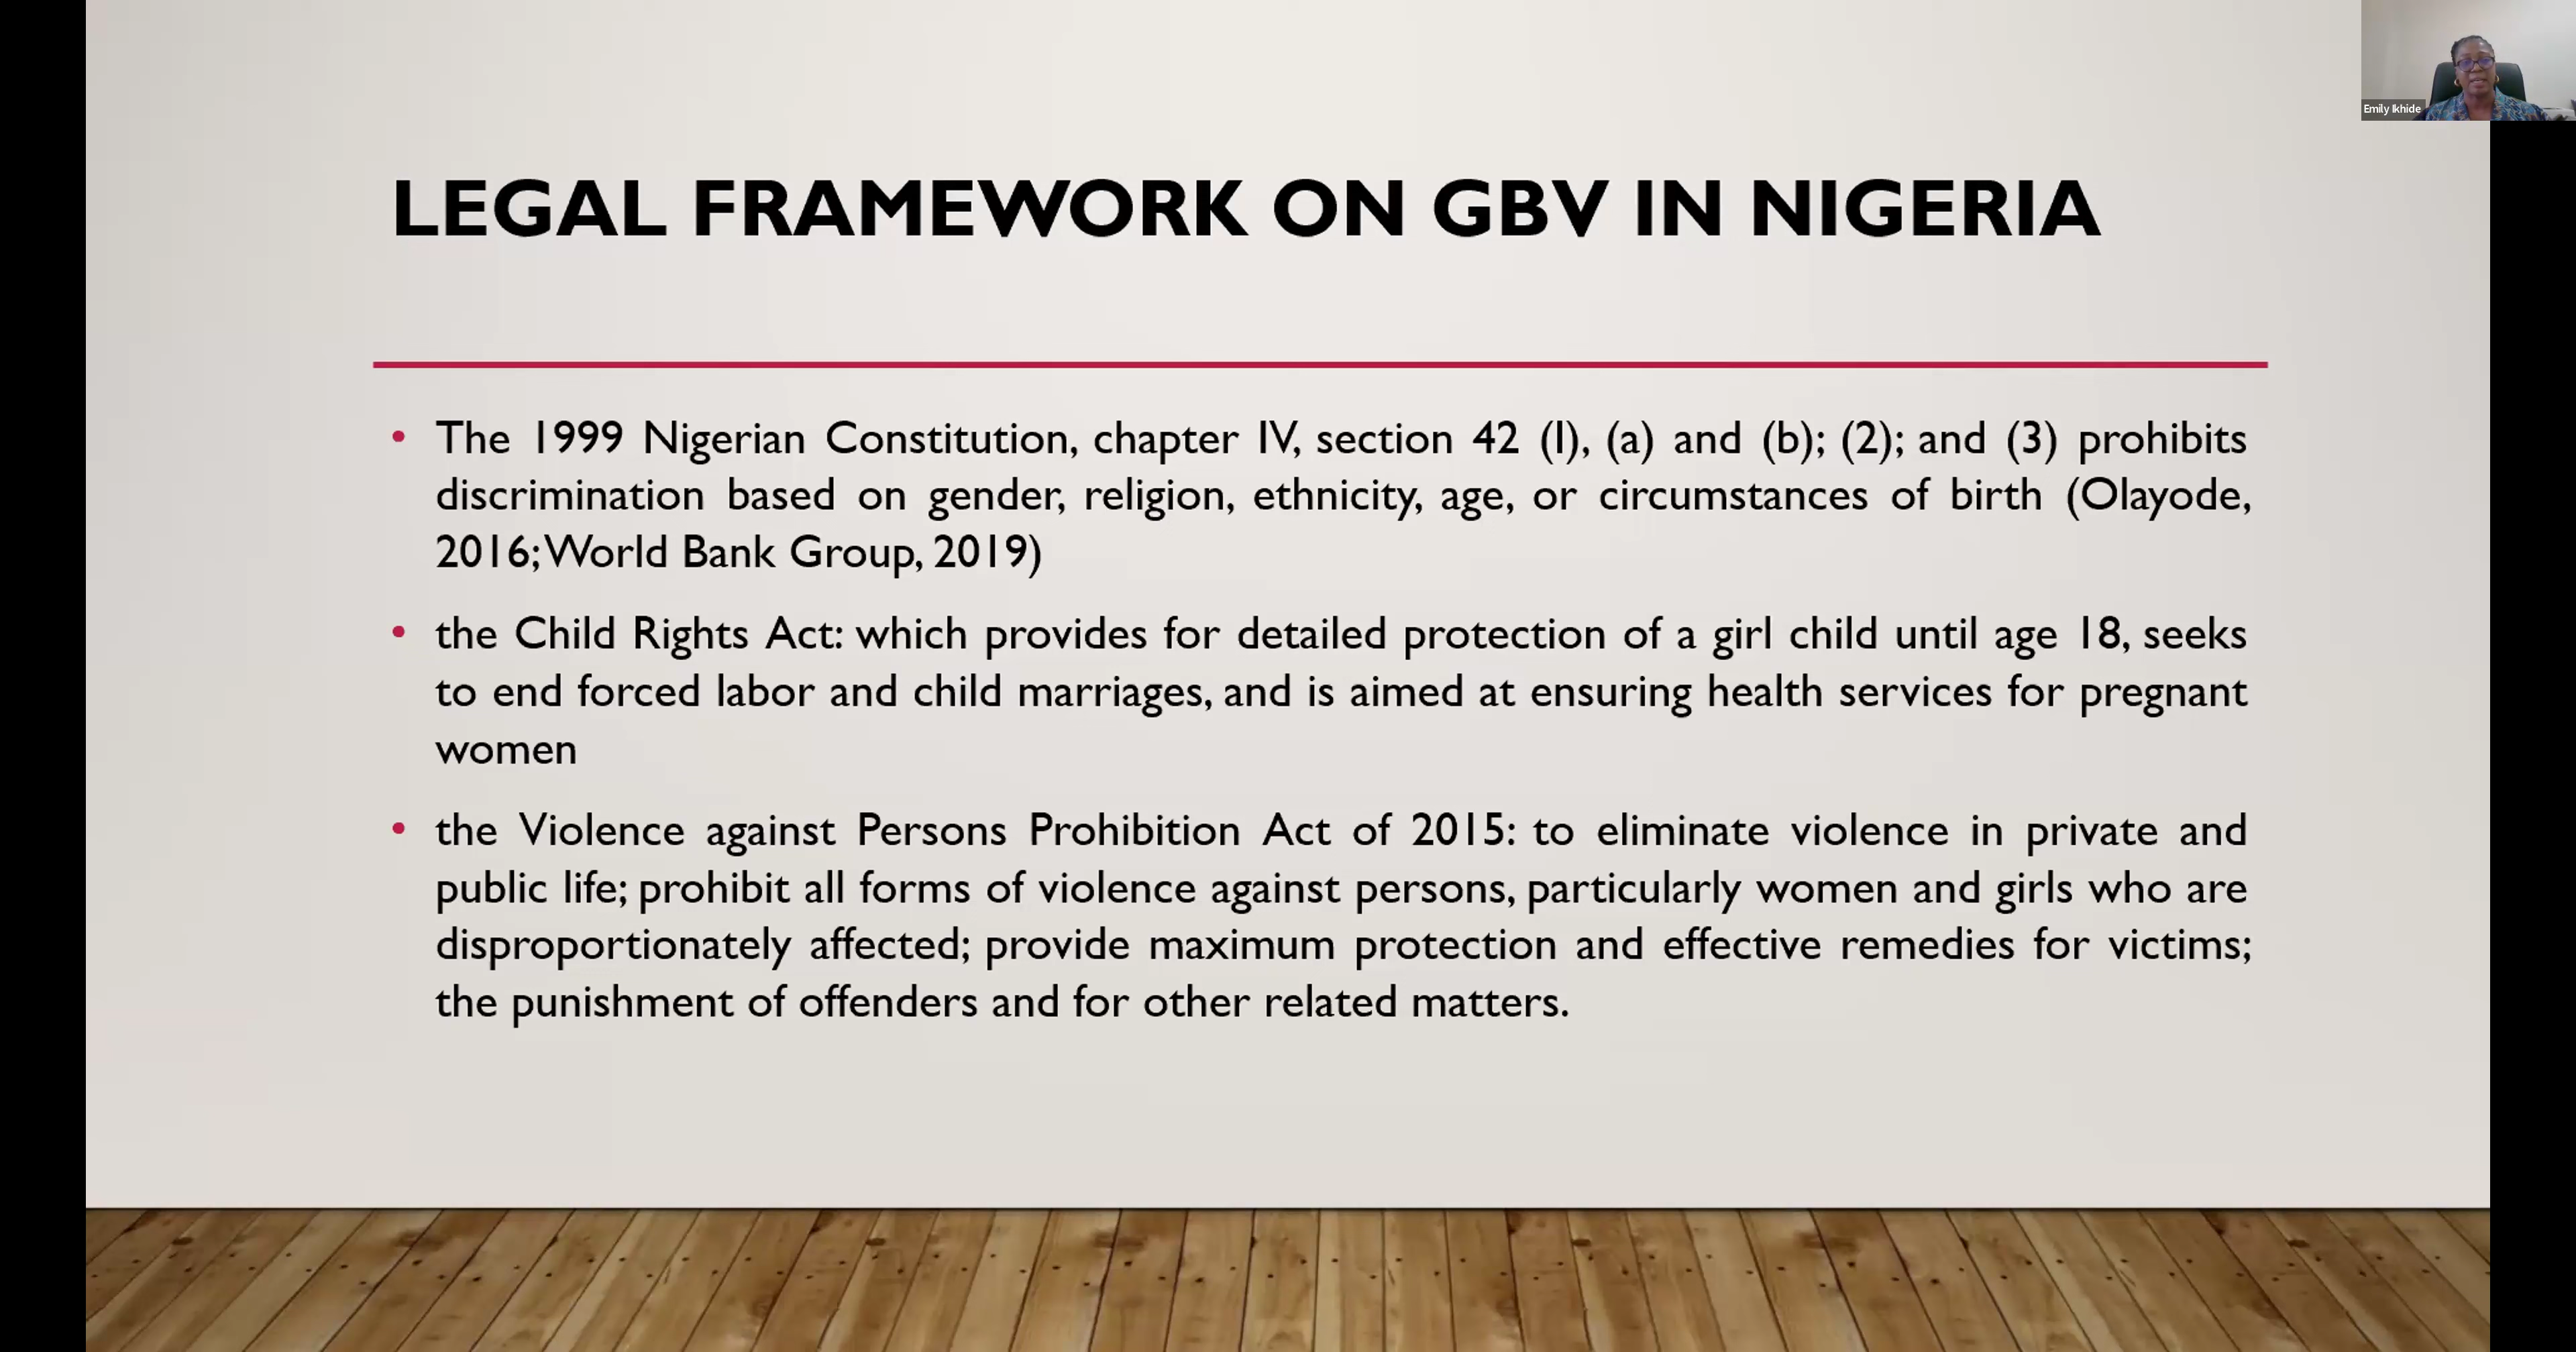 Emily Ikhide
LEGAL FRAMEWORK ON GBV IN NIGERIA
• The 1999 Nigerian Constitution, chapter IV, section 42 (I), (a) and (b); (2); and (3) prohibits
discrimination based on gender, religion, ethnicity, age, or circumstances of birth (Olayode,
2016; World Bank Group, 2019)
• the Child Rights Act: which provides for detailed protection of a girl child until age 18, seeks
to end forced labor and child marriages, and is aimed at ensuring health services for pregnant
women
• the Violence against Persons Prohibition Act of 2015: to eliminate violence in private and
public life; prohibit all forms of violence against persons, particularly women and girls who are
disproportionately affected; provide maximum protection and effective remedies for victims;
the punishment of offenders and for other related matters.